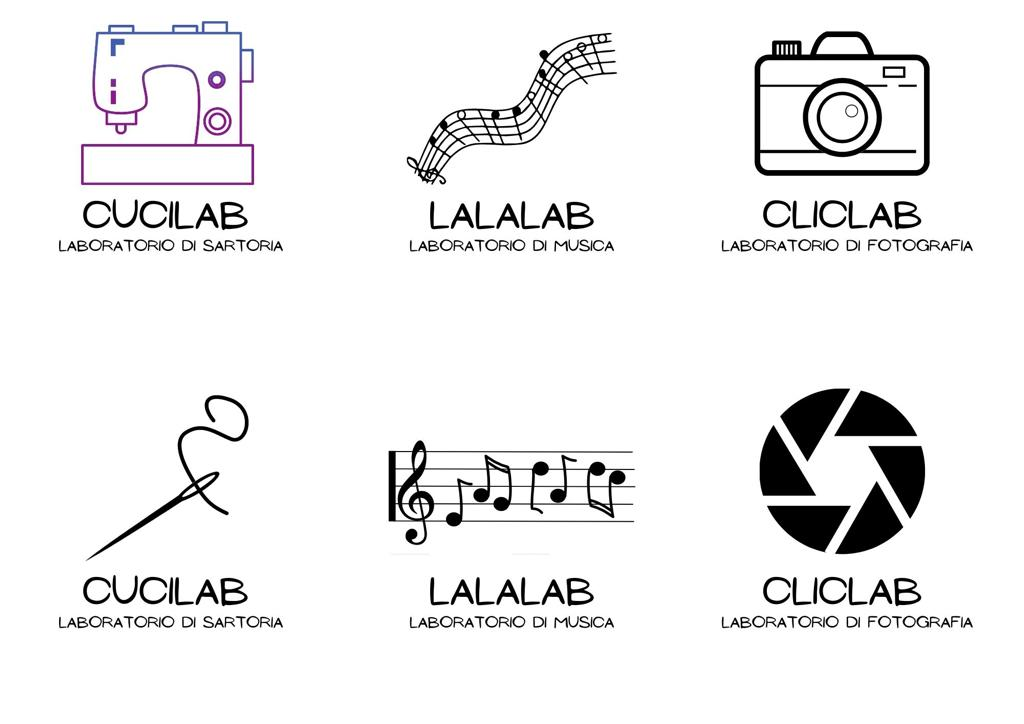 CUCILAB
LABORATORIO DI SARTORIA
LALALAB
LABORATORIO DI MUSICA
CLICLAB
LABORATORIO DI FOTOGRAFIA
CUCILAB
LABORATORIO DI SARTORIA
LALALAB
LABORATORIO DI MUSICA
CLICLAB
LABORATORIO DI FOTOGRAFIA